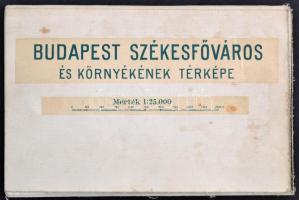 BUDAPEST SZÉKESFŐVÁROS
ÉS KÖRNYÉKÉNEK TÉRKÉPE
Mérték 1:25.000